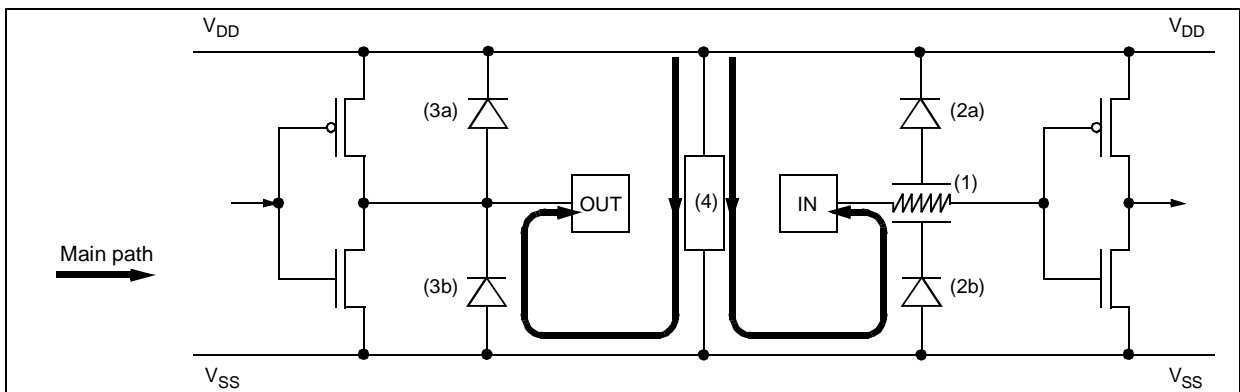 VDD VDD
(3a) (2a)
(1)
OUT (4) IN
Main path
(3b) (2b)
VSS VSS